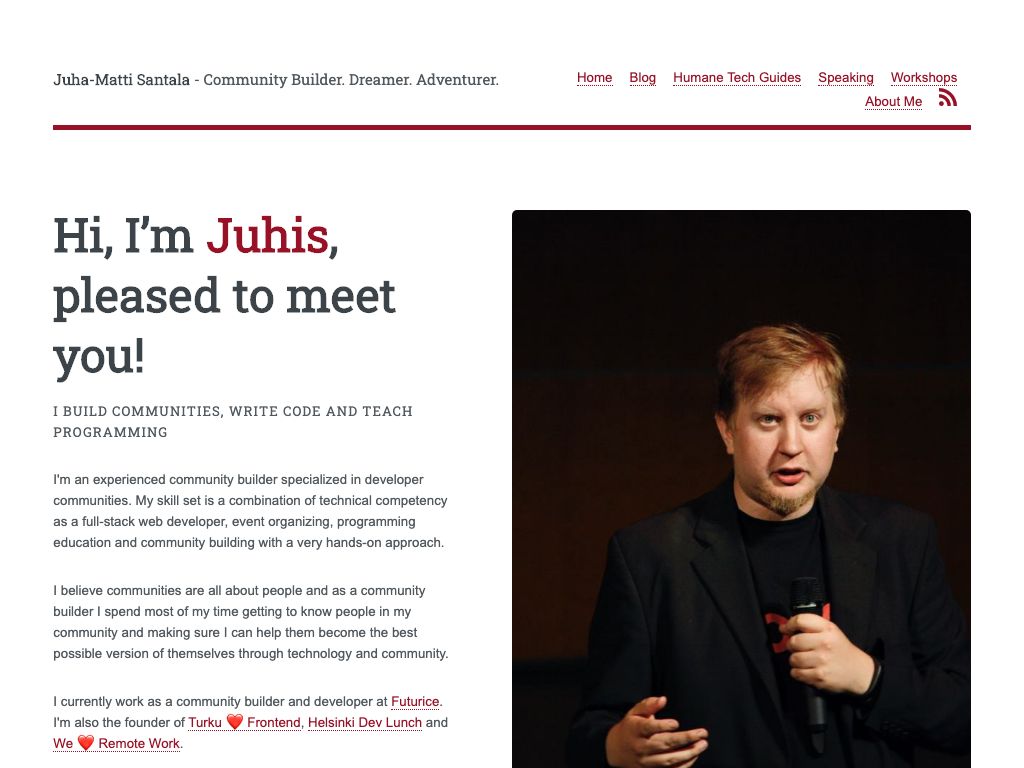 Juha-Matti Santala - Community Builder. Dreamer. Adventurer.
Home Blog Humane Tech Guides Speaking Workshops
About Me
Hi, I’m Juhis,
pleased to meet
you!
I BUILD COMMUNITIES, WRITE CODE AND TEACH
PROGRAMMING
I'm an experienced community builder specialized in developer
communities. My skill set is a combination of technical competency
as a full-stack web developer, event organizing, programming
education and community building with a very hands-on approach.
I believe communities are all about people and as a community
builder I spend most of my time getting to know people in my
community and making sure I can help them become the best
possible version of themselves through technology and community.
I currently work as a community builder and developer at Futurice.
I'm also the founder of Turku ❤️ Frontend, Helsinki Dev Lunch and
We ❤️ Remote Work.